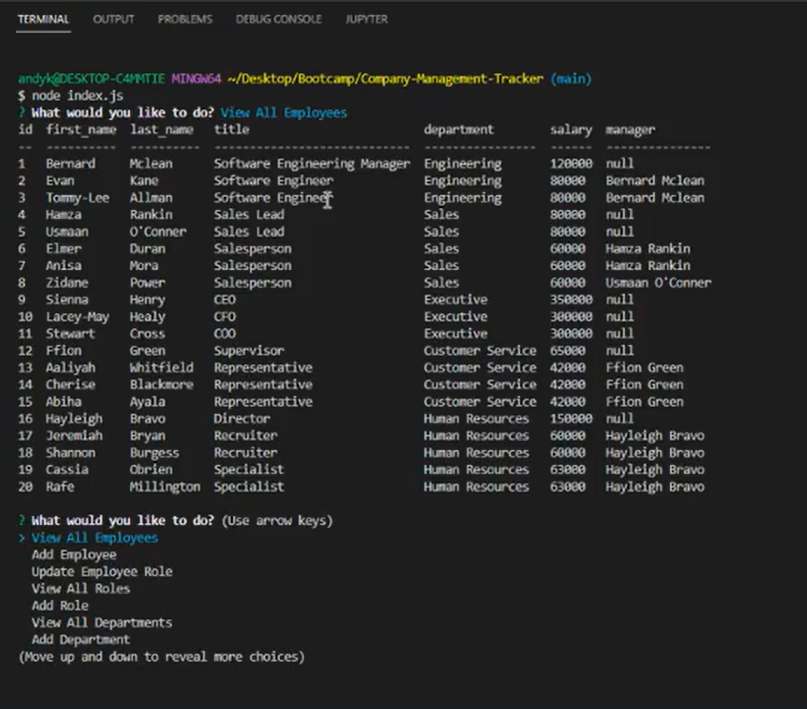 TERMINAL OUTPUT PROBLEMS DEBUG CONSOLE JUPYTER
andyk@DESKTOP-C4MMTIE MINGW64 ~/Desktop/Bootcamp/Company-Management-Tracker (main)
$ node index.js
? What would you like to do? View All Employees
id first_name last_name title department salary manager
-- ---------- ---------- ---------------------------- ---------------- ------ ---------------
1 Bernard Mclean Software Engineering Manager Engineering 120000 null
2 Evan Kane Software Engineer Engineering 80000 Bernard Mclean
3 Tommy-Lee Allman Software Engineer Engineering 80000 Bernard Mclean
4 Hamza Rankin Sales Lead Sales 80000 null
5 Usmaan O'Conner Sales Lead Sales 80000 null
6 Elmer Duran Salesperson Sales 60000 Hamza Rankin
7 Anisa Mora Salesperson Sales 60000 Hamza Rankin
8 Zidane Power Salesperson Sales 60000 Usmaan O'Conner
9 Sienna Henry CEO Executive 350000 null
10 Lacey-May Healy CFO Executive 300000 null
11 Stewart Cross COO Executive 300000 null
12 Ffion Green Supervisor Customer Service 65000 null
13 Aaliyah Whitfield Representative Customer Service 42000 Ffion Green
14 Cherise Blackmore Representative Customer Service 42000 Ffion Green
15 Abiha Ayala Representative Customer Service 42000 Ffion Green
16 Hayleigh Bravo Director Human Resources 150000 null
17 Jeremiah Bryan Recruiter Human Resources 60000 Hayleigh Bravo
18 Shannon Burgess Recruiter Human Resources 60000 Hayleigh Bravo
19 Cassia Obrien Specialist Human Resources 63000 Hayleigh Bravo
20 Rafe Millington Specialist Human Resources 63000 Hayleigh Bravo
? What would you like to do? (Use arrow keys)
> View All Employees
Add Employee
Update Employee Role
View All Roles
Add Role
View All Departments
Add Department
(Move up and down to reveal more choices)